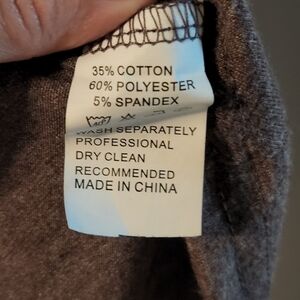 35% COTTON
60% POLYESTER
5% SPANDEX
WASH SEPARATELY
PROFESSIONAL
DRY CLEAN
RECOMMENDED
MADE IN CHINA